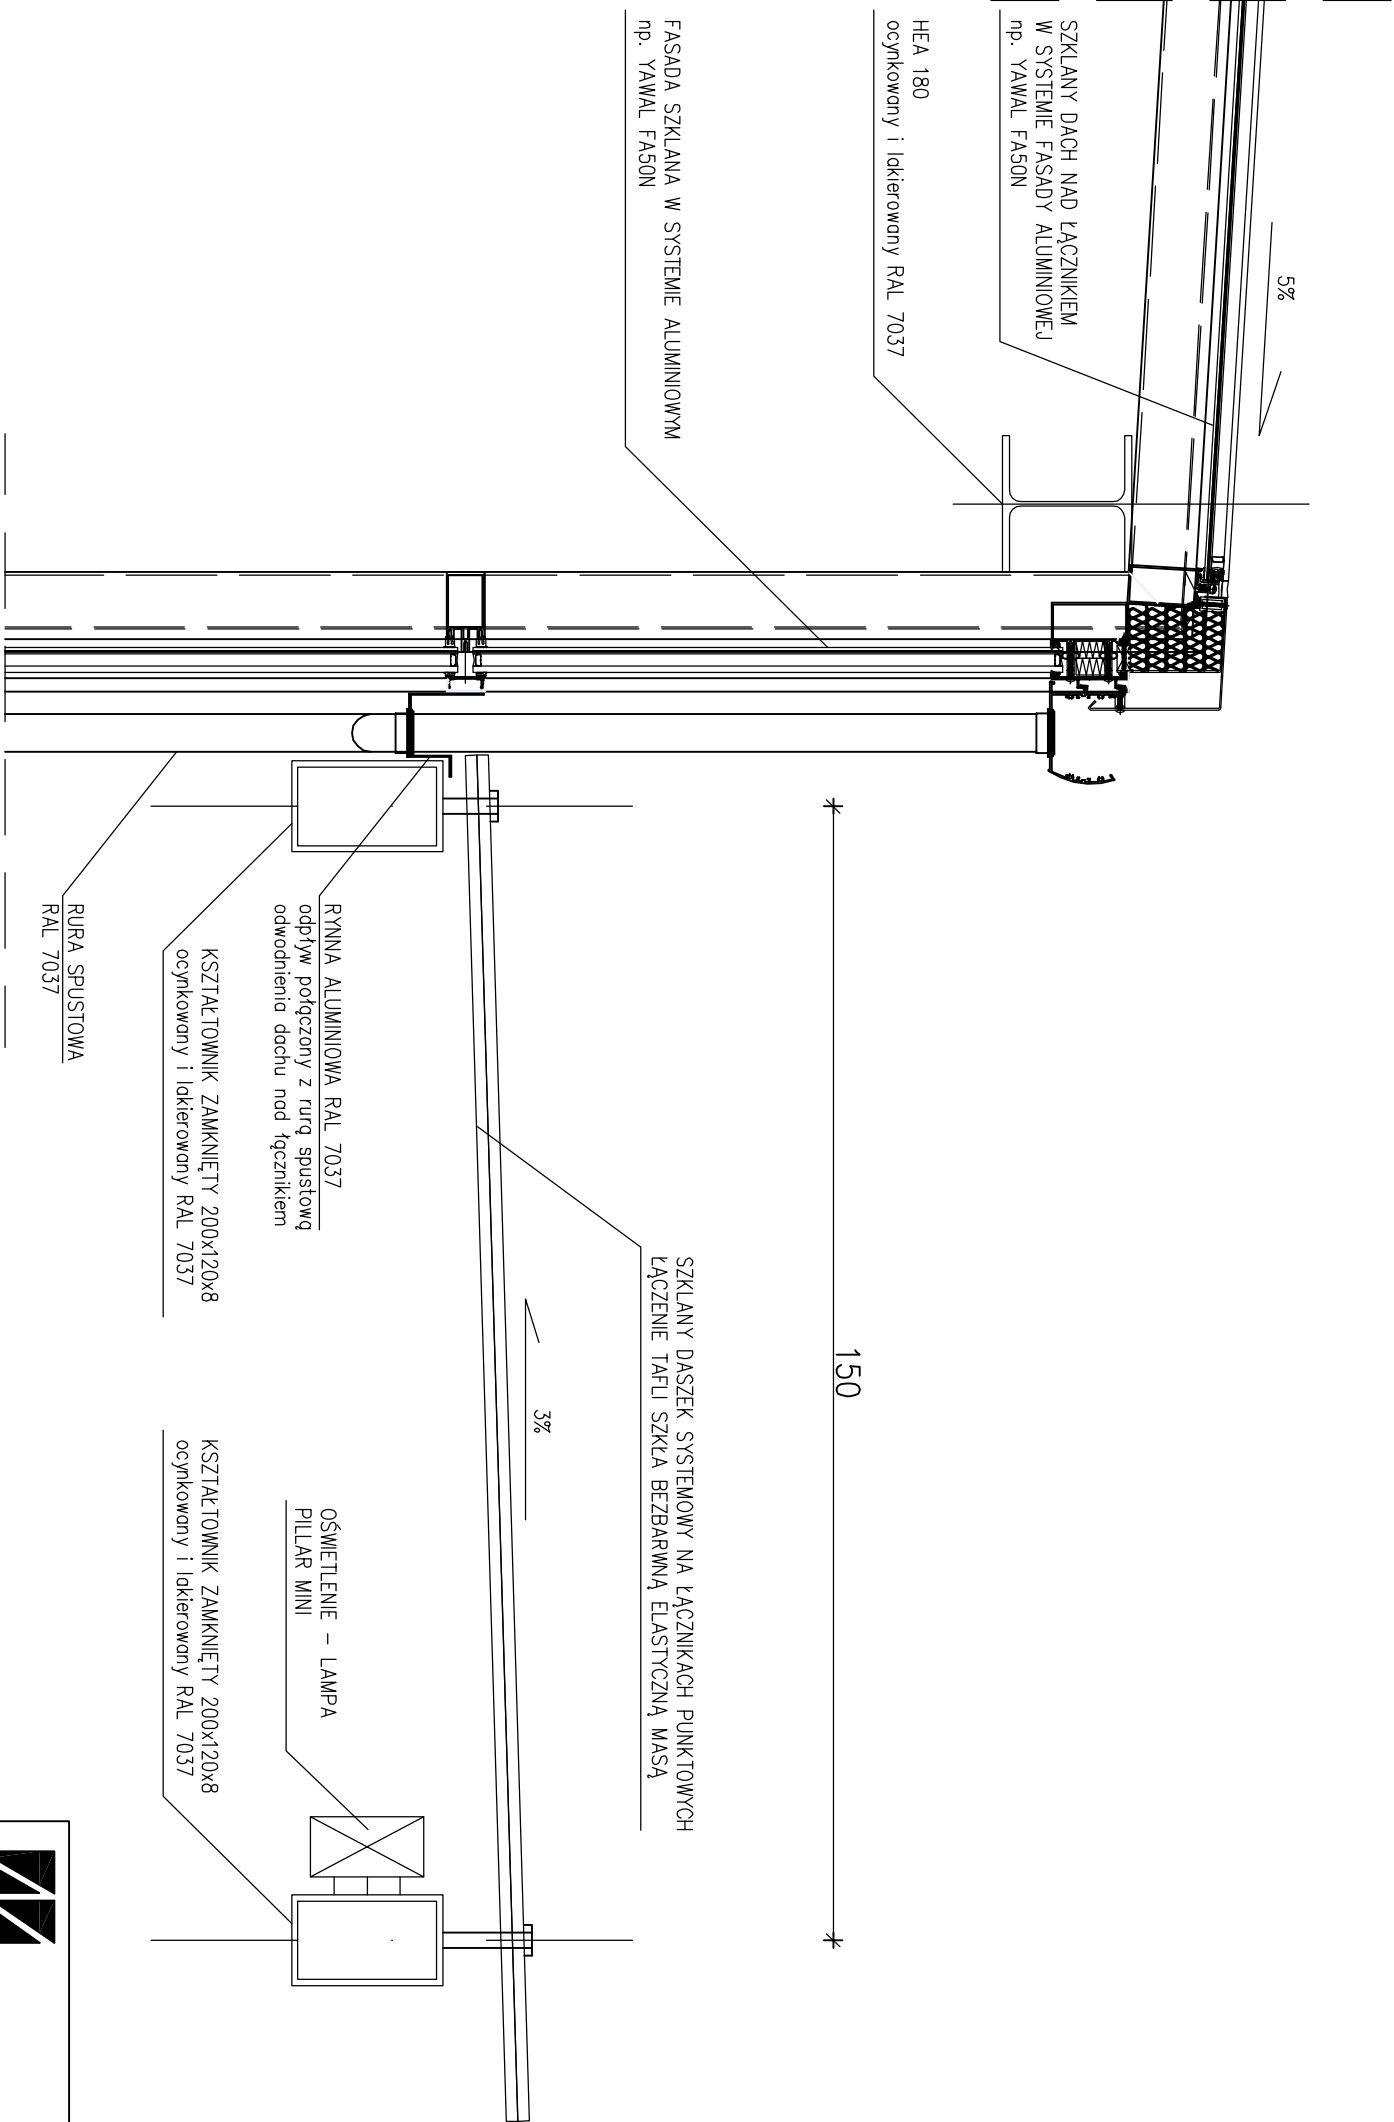 5%
SZKLANY DACH NAD ŁĄCZNIKIEM
W SYSTEMIE FASADY ALUMINIOWEJ
np. YAWAL FA50N
HEA 180
ocynkowany i lakierowany RAL 7037
FASADA SZKLANA W SYSTEMIE ALUMINIOWYM
np. YAWAL FA50N
150
SZKLANY DASZEK SYSTEMOWY NA ŁĄCZNIKACH PUNKTOWYCH
ŁĄCZENIE TAFLI SZKŁA BEZBARWNĄ ELASTYCZNĄ MASĄ
3%
RYNNA ALUMINIOWA RAL 7037
odpływ połączony z rurą spustową
odwodnienia dachu nad łącznikiem
OŚWIETLENIE – LAMPA
PILLAR MINI
KSZTAŁTOWNIK ZAMKNIĘTY 200x120x8
ocynkowany i lakierowany RAL 7037
KSZTAŁTOWNIK ZAMKNIĘTY 200x120x8
ocynkowany i lakierowany RAL 7037
RURA SPUSTOWA
RAL 7037